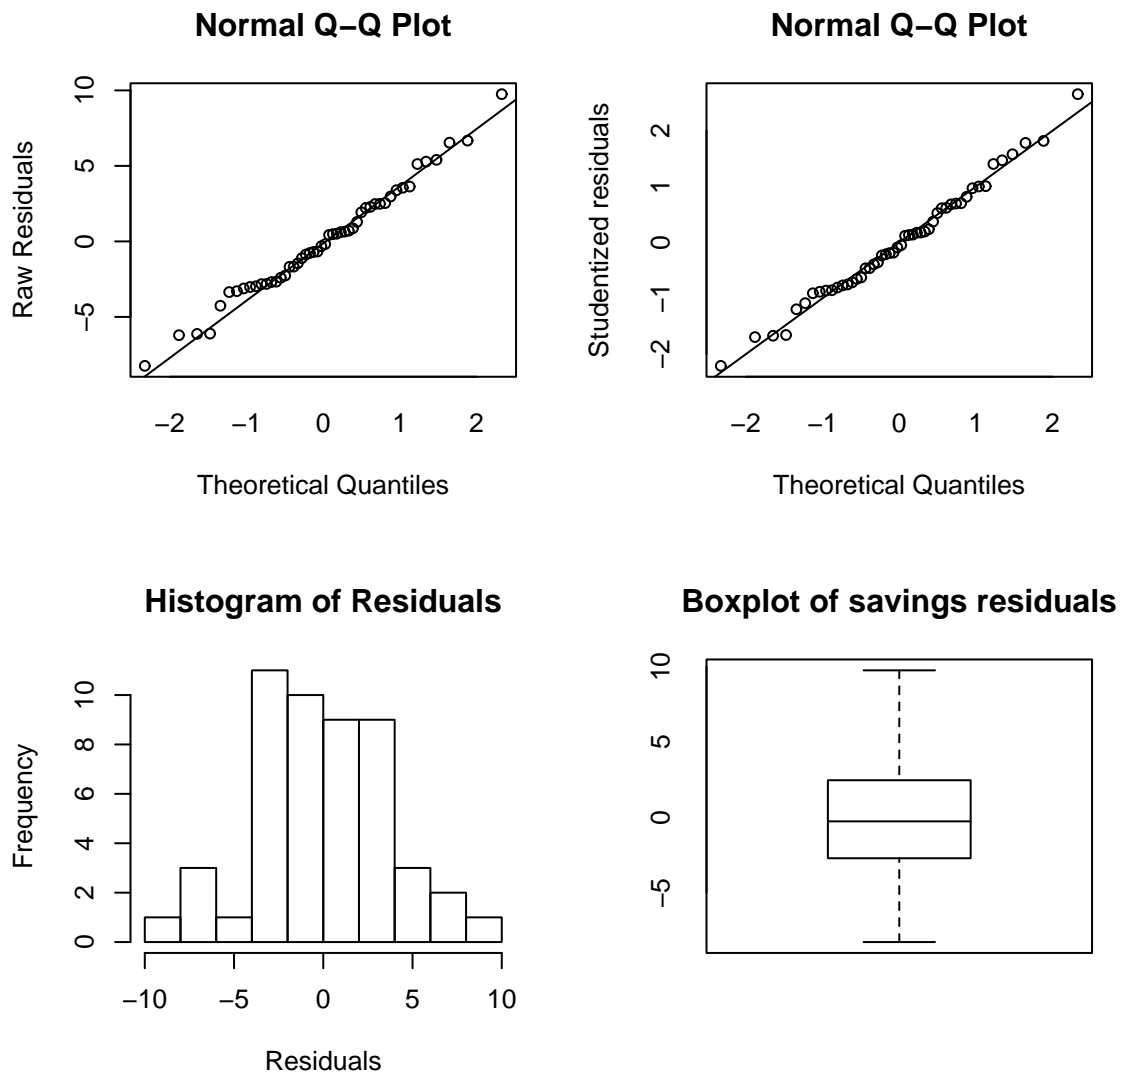 Normal Q−Q Plot
Raw Residuals
10
5
0
−5
−2 −1 0 1 2
Theoretical Quantiles
Normal Q−Q Plot
Studentized residuals
2
1
0
−1
−2
−2 −1 0 1 2
Theoretical Quantiles
Histogram of Residuals
Frequency
10
8
6
4
2
0
−10 −5 0 5 10
Residuals
Boxplot of savings residuals
10
5
0
−5